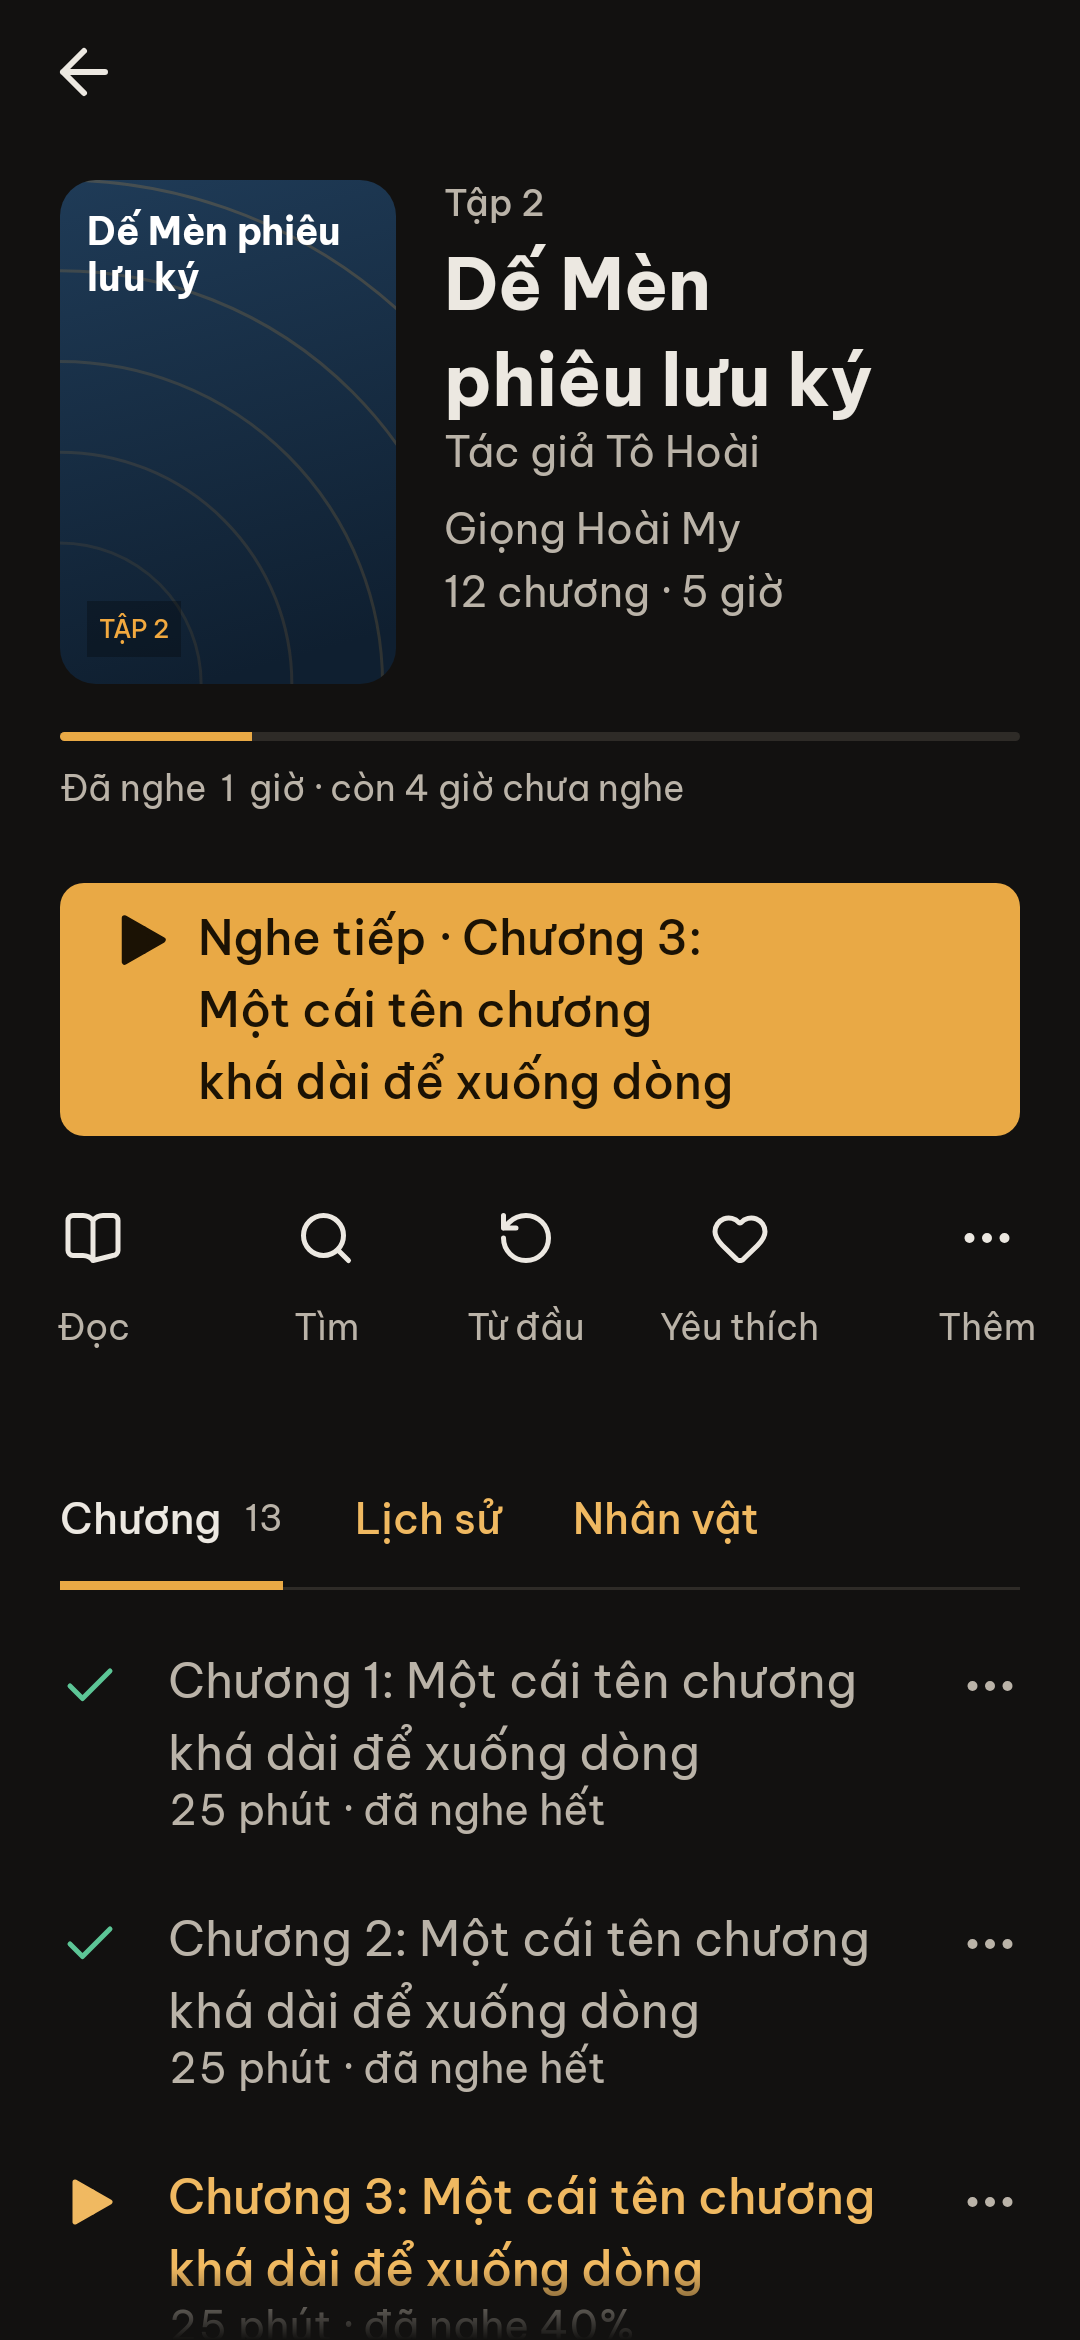 Dế Mèn phiêu
lưu ký
TẬP 2
Tập 2
Dế Mèn
phiêu lưu ký
Tác giả Tô Hoài
Giọng Hoài My
12 chương · 5 giờ
Đã nghe 1 giờ · còn 4 giờ chưa nghe
Nghe tiếp · Chương 3:
Một cái tên chương
khá dài để xuống dòng
Đọc Tìm Từ đầu Yêu thích Thêm
Chương 13 Lịch sử Nhân vật
Chương 1: Một cái tên chương
khá dài để xuống dòng
25 phút · đã nghe hết
Chương 2: Một cái tên chương
khá dài để xuống dòng
25 phút · đã nghe hết
Chương 3: Một cái tên chương
khá dài để xuống dòng
25 phút · đã nghe 40%